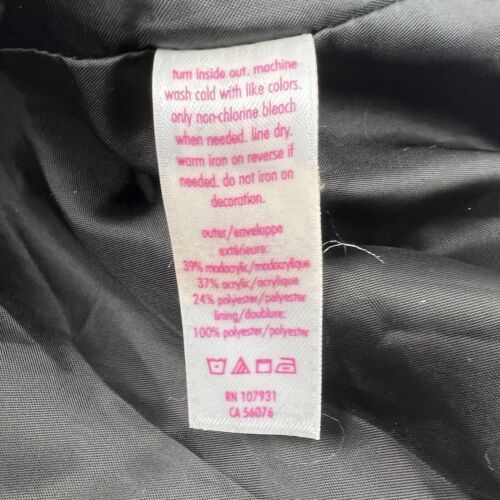 turn inside out. machine
wash cold with like colors.
only non-chlorine bleach
when needed. line dry.
warm iron on reverse if
needed. do not iron on
decoration.
outer/enveloppe
extérieure:
39% modacrylic/modacrylique
37% acrylic/acrylique
24% polyester/polyester
lining/doublure:
100% polyester/polyester
RN 107931
CA 56076